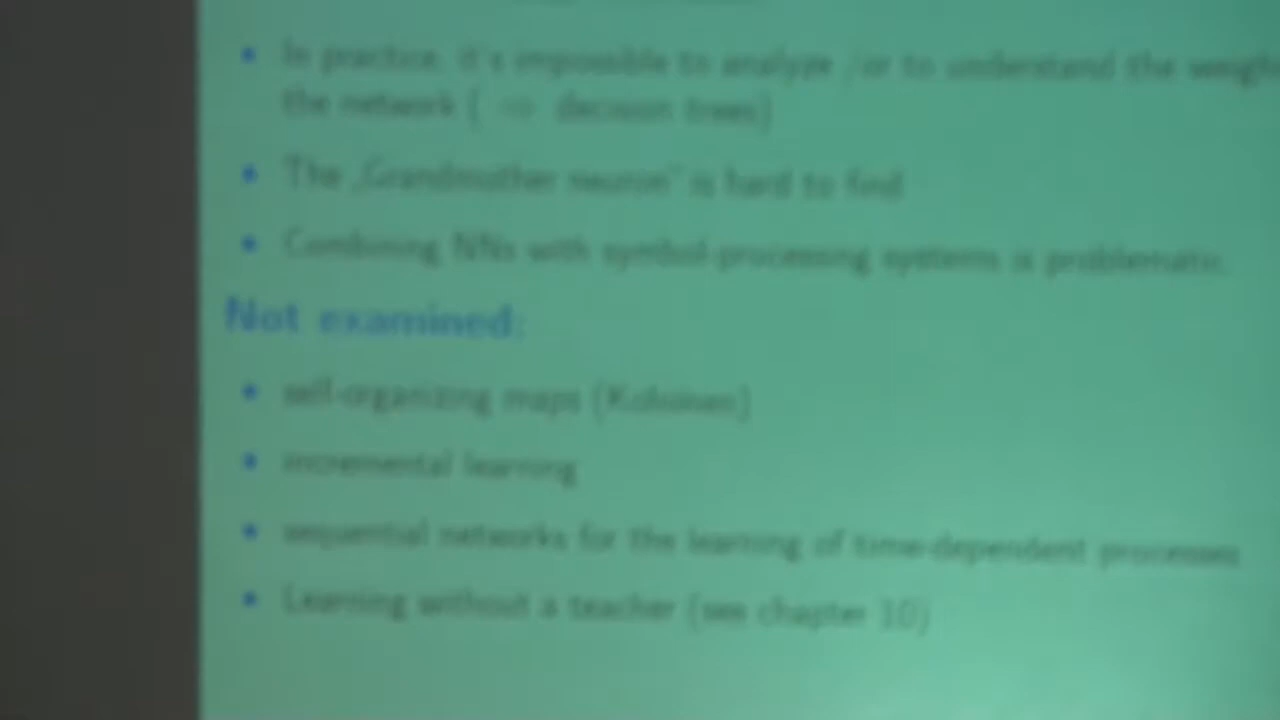 • In practice, it's impossible to analyze /or to understand the
the network ( ⇒ decision trees)
• The „Grandmother neuron" is hard to find
• Combining NNs with symbol-processing systems is problematic.
Not examined:
• self-organizing maps (Kohonen)
• incremental learning
• sequential networks for the learning of time-dependent processes
• Learning without a teacher (see chapter 10)